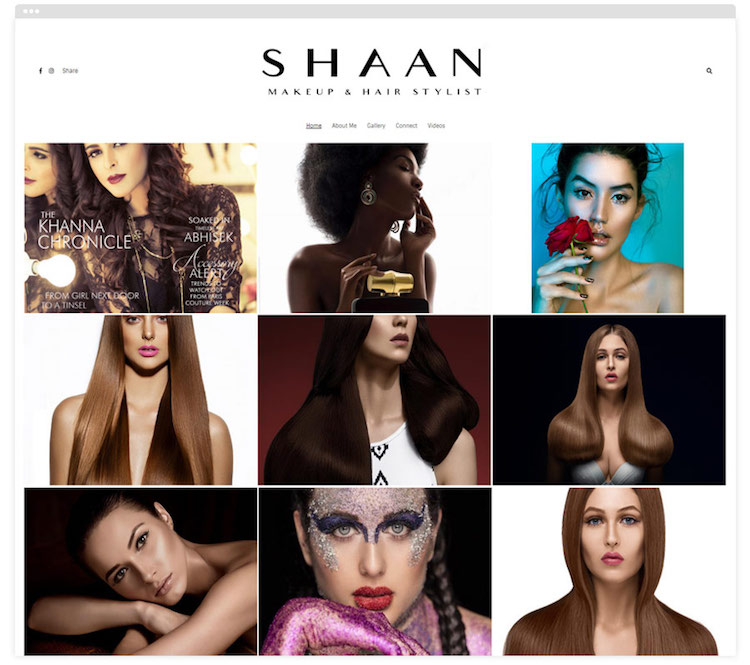 Share
SHAAN
MAKEUP & HAIR STYLIST
Home About Me Gallery Connect Videos
THE
KHANNA
CHRONICLE
SOAKED IN
ABHISEK
Accessory
ALERT!
TRENDS TO
WATCH OUT
FROM PARIS
COUTURE WEEK
FROM GIRL NEXT DOOR
TO A TINSEL